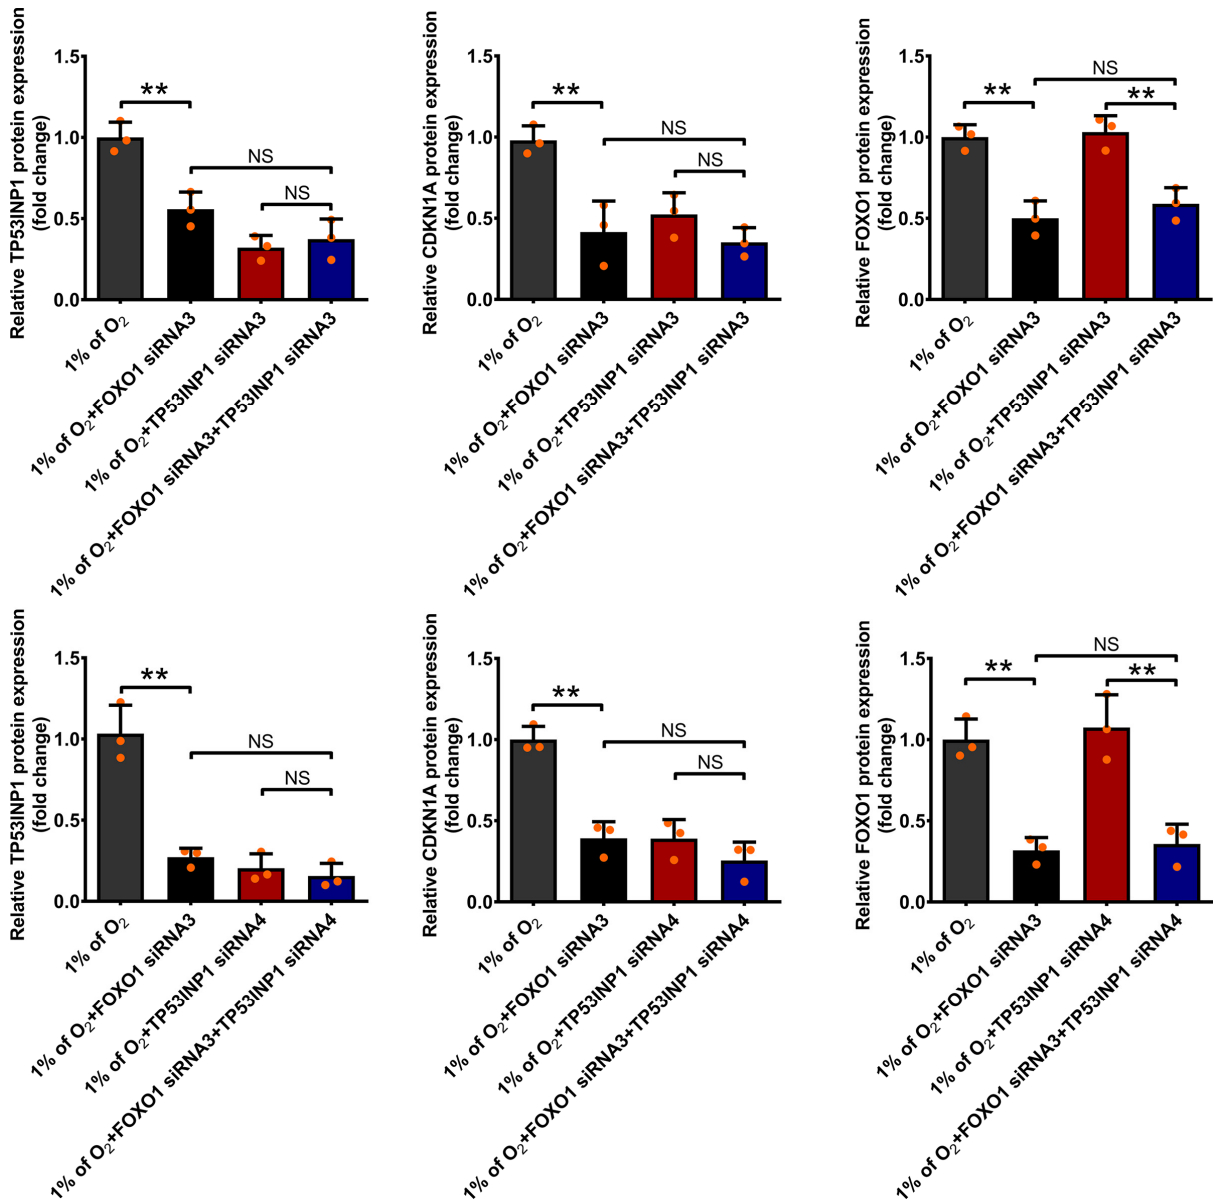 Relative TP53INP1 protein expression
(fold change)
1.5
1.0
0.5
0.0
**
NS
NS
1% of O₂
1% of O₂+FOXO1 siRNA3
1% of O₂+TP53INP1 siRNA3
1% of O₂+FOXO1 siRNA3+TP53INP1 siRNA3
Relative CDKN1A protein expression
(fold change)
1.5
1.0
0.5
0.0
**
NS
NS
1% of O₂
1% of O₂+FOXO1 siRNA3
1% of O₂+TP53INP1 siRNA3
1% of O₂+FOXO1 siRNA3+TP53INP1 siRNA3
Relative FOXO1 protein expression
(fold change)
1.5
1.0
0.5
0.0
**
NS
**
1% of O₂
1% of O₂+FOXO1 siRNA3
1% of O₂+TP53INP1 siRNA3
1% of O₂+FOXO1 siRNA3+TP53INP1 siRNA3
Relative TP53INP1 protein expression
(fold change)
1.5
1.0
0.5
0.0
**
NS
NS
1% of O₂
1% of O₂+FOXO1 siRNA3
1% of O₂+TP53INP1 siRNA4
1% of O₂+FOXO1 siRNA3+TP53INP1 siRNA4
Relative CDKN1A protein expression
(fold change)
1.5
1.0
0.5
0.0
**
NS
NS
1% of O₂
1% of O₂+FOXO1 siRNA3
1% of O₂+TP53INP1 siRNA4
1% of O₂+FOXO1 siRNA3+TP53INP1 siRNA4
Relative FOXO1 protein expression
(fold change)
1.5
1.0
0.5
0.0
**
NS
**
1% of O₂
1% of O₂+FOXO1 siRNA3
1% of O₂+TP53INP1 siRNA4
1% of O₂+FOXO1 siRNA3+TP53INP1 siRNA4